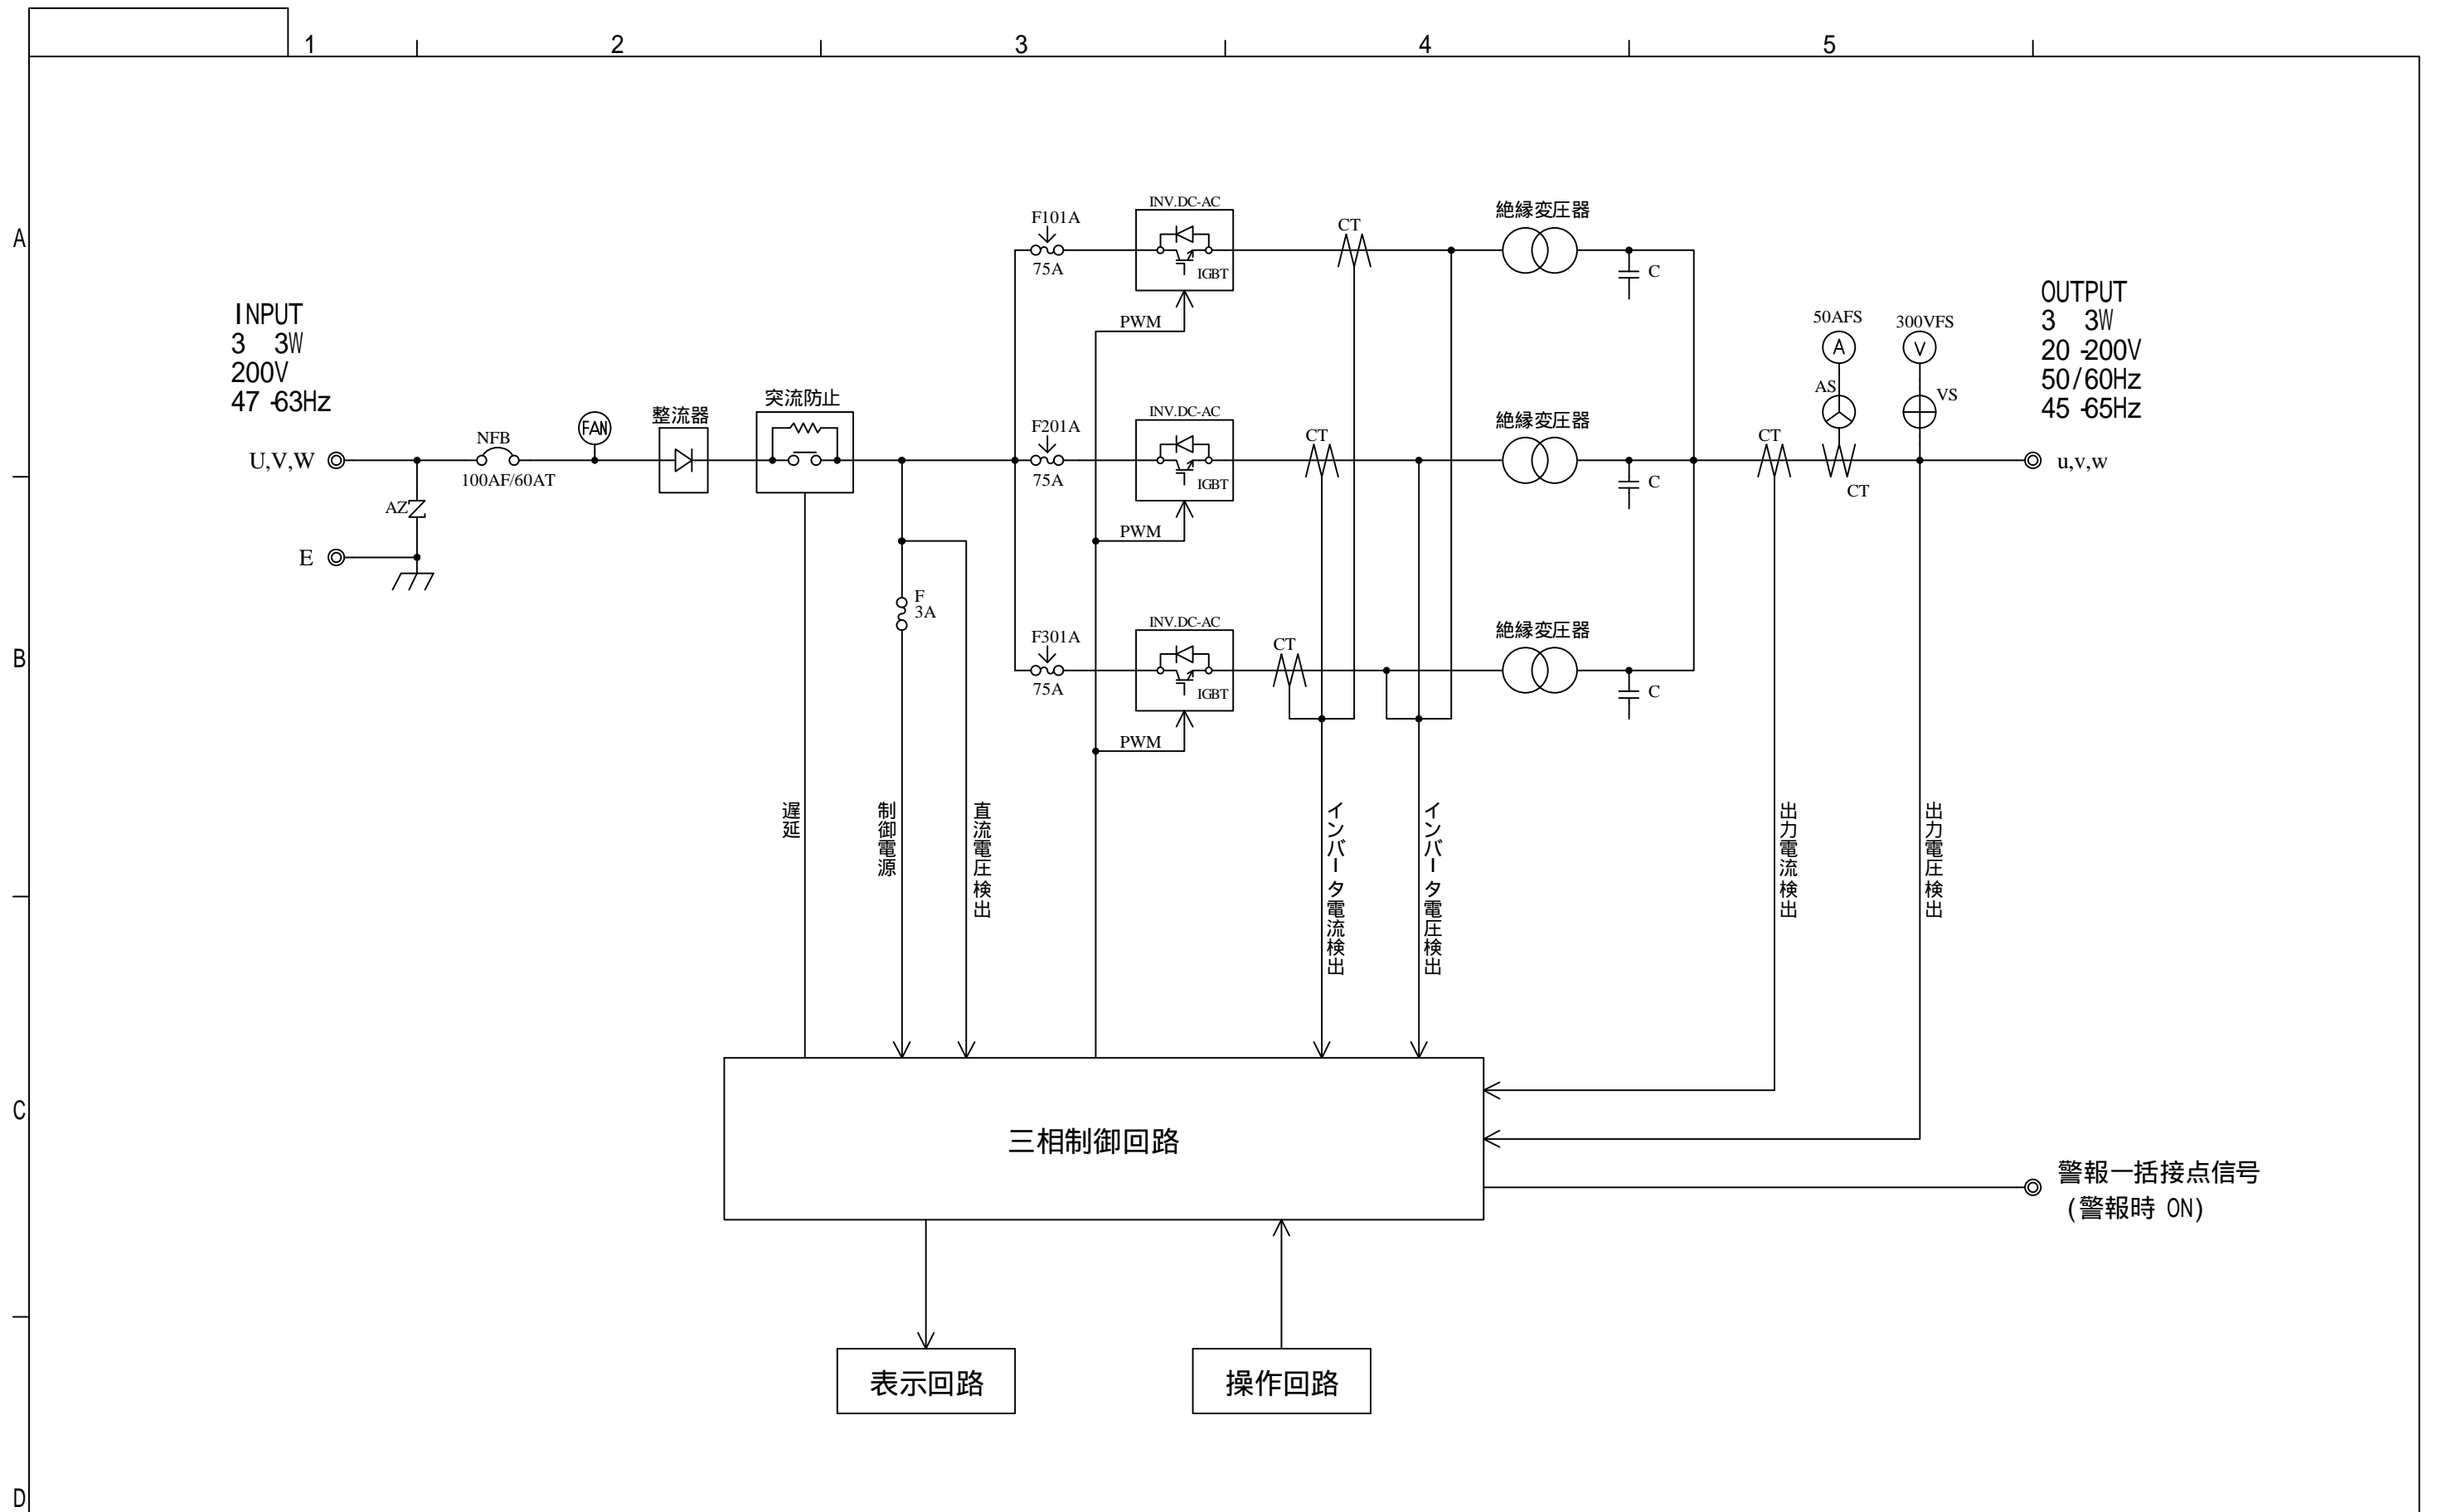 1
2
3
4
5
A
B
C
D
INPUT
3 3W
200V
47-63Hz
U,V,W
E
AZ
NFB
100AF/60AT
FAN
整流器
突流防止
F
3A
F101A
75A
INV.DC-AC
IGBT
PWM
CT
絶縁変圧器
C
F201A
75A
INV.DC-AC
IGBT
PWM
CT
絶縁変圧器
C
F301A
75A
INV.DC-AC
IGBT
PWM
CT
絶縁変圧器
C
50AFS
A
AS
300VFS
V
VS
CT
CT
OUTPUT
3 3W
20-200V
50/60Hz
45-65Hz
u,v,w
遅延
制御電源
直流電圧検出
インバータ電流検出
インバータ電圧検出
出力電流検出
出力電圧検出
三相制御回路
警報一括接点信号
(警報時 ON)
表示回路
操作回路